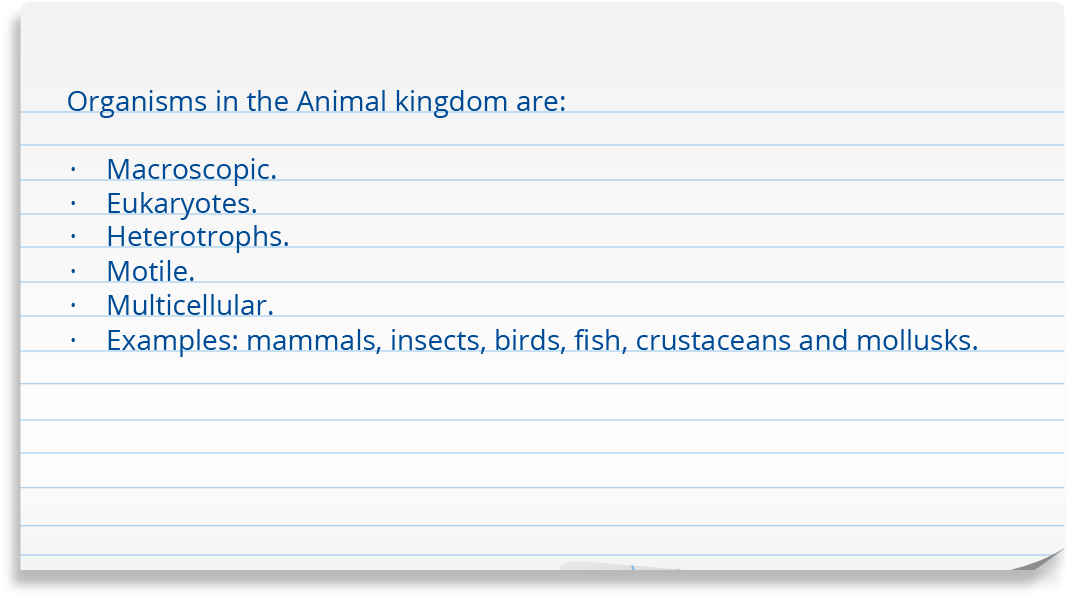 Organisms in the Animal kingdom are:
· Macroscopic.
· Eukaryotes.
· Heterotrophs.
· Motile.
· Multicellular.
· Examples: mammals, insects, birds, fish, crustaceans and mollusks.